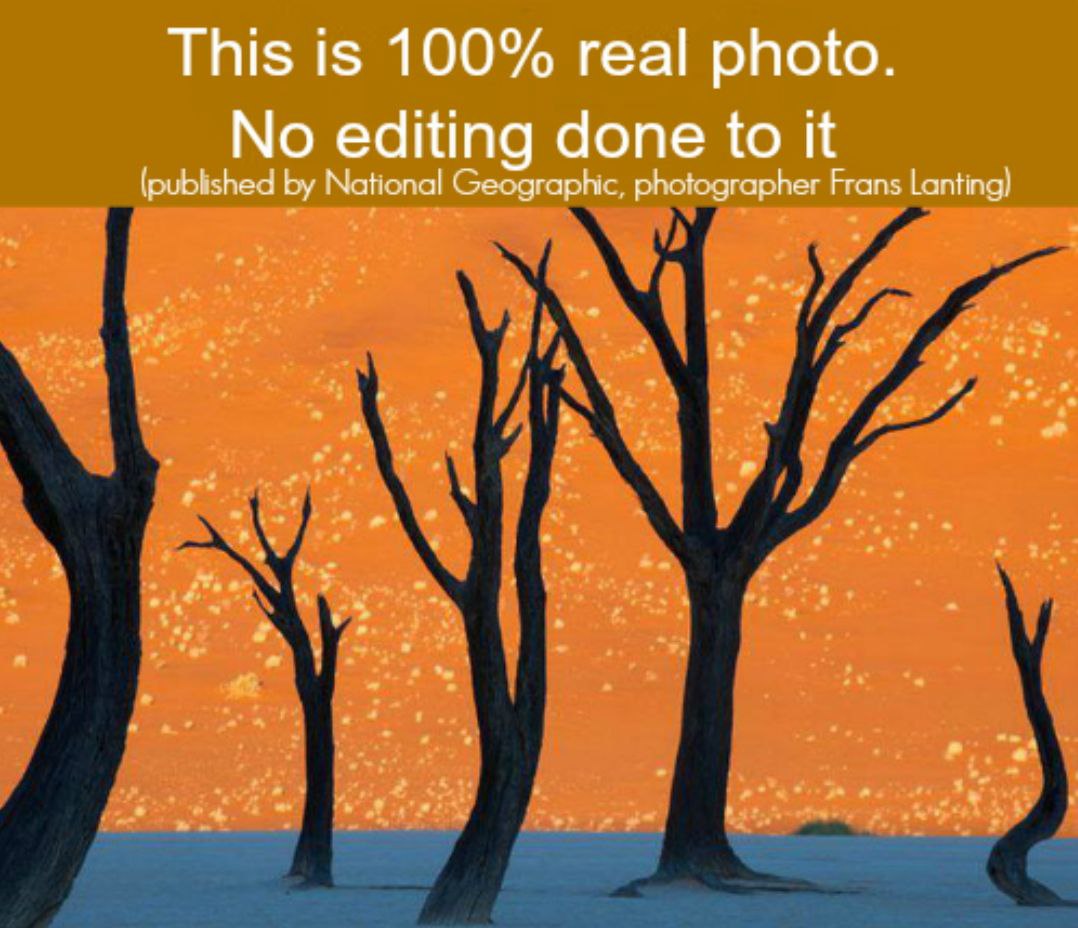 This is 100% real photo.
No editing done to it
(published by National Geographic, photographer Frans Lanting)